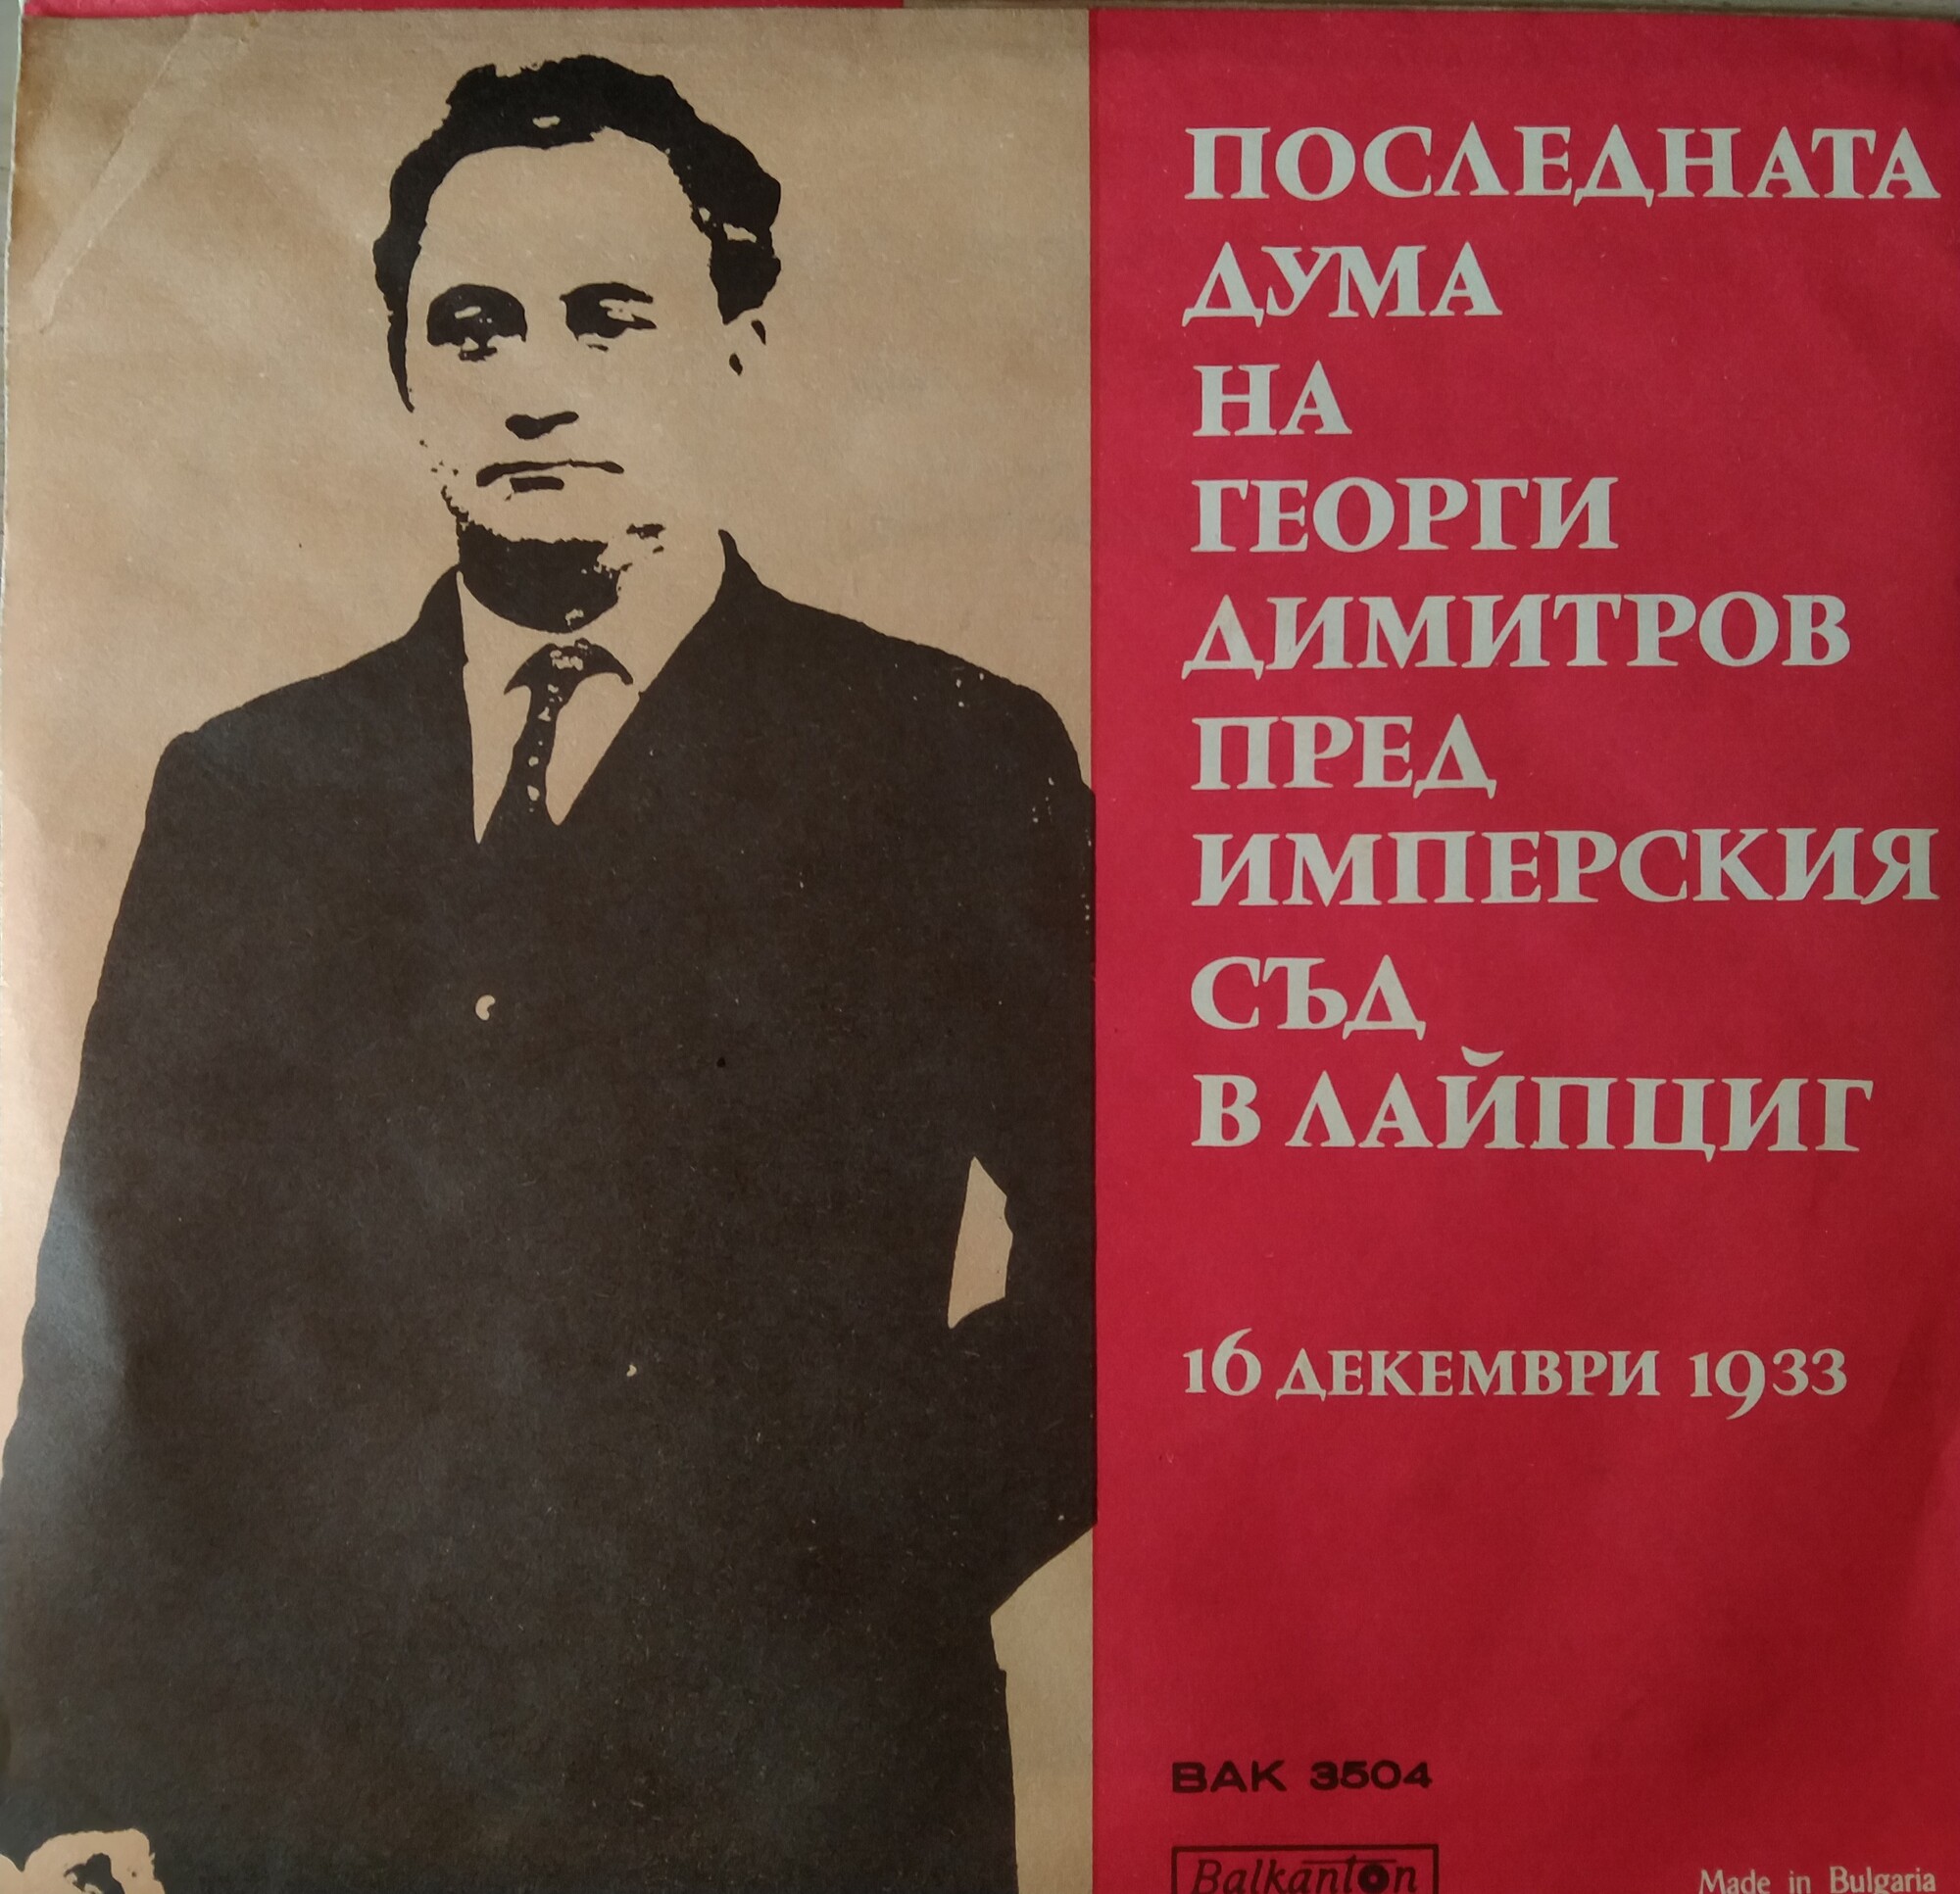 ПОСЛЕДНАТА
ДУМА
НА
ГЕОРГИ
ДИМИТРОВ
ПРЕД
ИМПЕРСКИЯ
СЪД
В ЛАЙПЦИГ
16 ДЕКЕМВРИ 1933
ВАК 3504
Balkanton
Made in Bulgaria